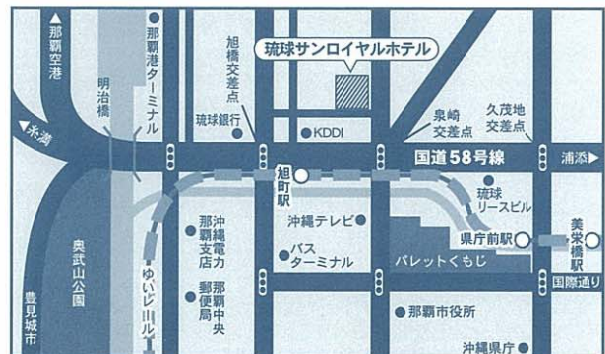 ▲那覇空港
那覇港ターミナル
明治橋
旭橋交差点
琉球サンロイヤルホテル
琉球銀行
KDDI
泉崎
交差点
久茂地
交差点
◀糸満
国道58号線
浦添▶
旭町駅
琉球
リースビル
奥武山公園
ゆいレール
沖縄電力
那覇支店
沖縄テレビ
県庁前駅
美栄橋駅
バス
ターミナル
パレットくもじ
国際通り
豊見城市
那覇中央
郵便局
那覇市役所
沖縄県庁